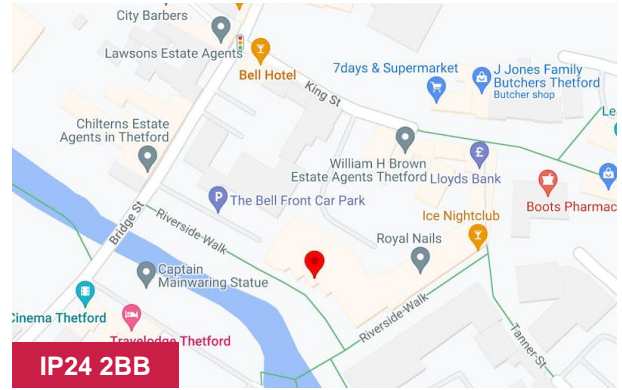 City Barbers
Lawsons Estate Agents
Bell Hotel
King St
7days & Supermarket
J Jones Family
Butchers Thetford
Butcher shop
Chilterns Estate
Agents in Thetford
William H Brown
Estate Agents Thetford
Lloyds Bank
Boots Pharmac
P
The Bell Front Car Park
£
Bridge St
Riverside Walk
Ice Nightclub
Royal Nails
Captain
Mainwaring Statue
Cinema Thetford
Travelodge Thetford
Riverside Walk
Tanner St
IP24 2BB